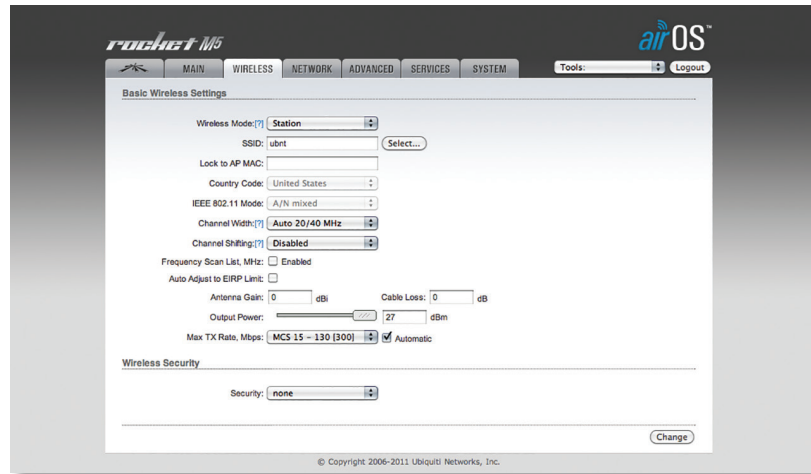 rocket M5
airOS™
MAIN WIRELESS NETWORK ADVANCED SERVICES SYSTEM Tools: Logout
Basic Wireless Settings
Wireless Mode:[?] Station
SSID: ubnt Select...
Lock to AP MAC:
Country Code: United States
IEEE 802.11 Mode: A/N mixed
Channel Width:[?] Auto 20/40 MHz
Channel Shifting:[?] Disabled
Frequency Scan List, MHz: Enabled
Auto Adjust to EIRP Limit:
Antenna Gain: 0 dBi Cable Loss: 0 dB
Output Power: 27 dBm
Max TX Rate, Mbps: MCS 15 - 130 [300] Automatic
Wireless Security
Security: none
Change
© Copyright 2006-2011 Ubiquiti Networks, Inc.